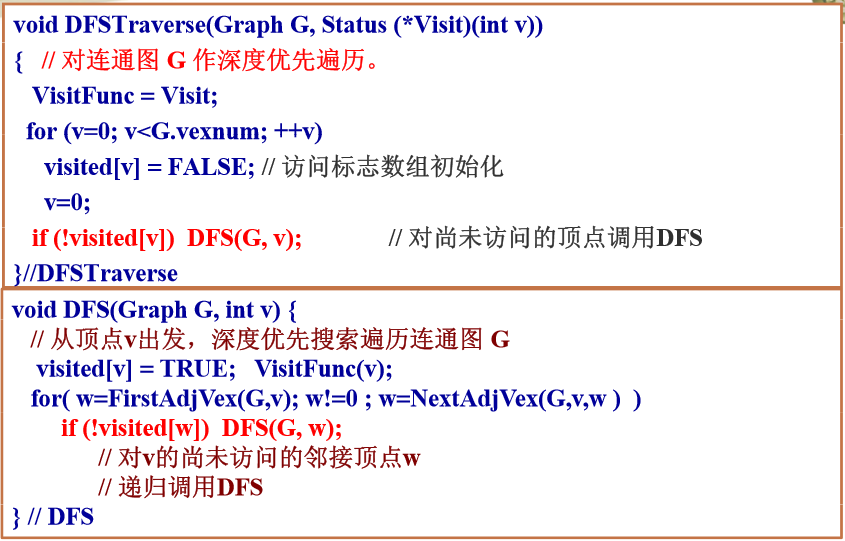 void DFSTraverse(Graph G, Status (*Visit)(int v))
{ // 对连通图 G 作深度优先遍历。
VisitFunc = Visit;
for (v=0; v<G.vexnum; ++v)
visited[v] = FALSE; // 访问标志数组初始化
v=0;
if (!visited[v]) DFS(G, v); // 对尚未访问的顶点调用DFS
}//DFSTraverse
void DFS(Graph G, int v) {
// 从顶点v出发，深度优先搜索遍历连通图 G
visited[v] = TRUE; VisitFunc(v);
for( w=FirstAdjVex(G,v); w!=0 ; w=NextAdjVex(G,v,w ) )
if (!visited[w]) DFS(G, w);
// 对v的尚未访问的邻接顶点w
// 递归调用DFS
} // DFS